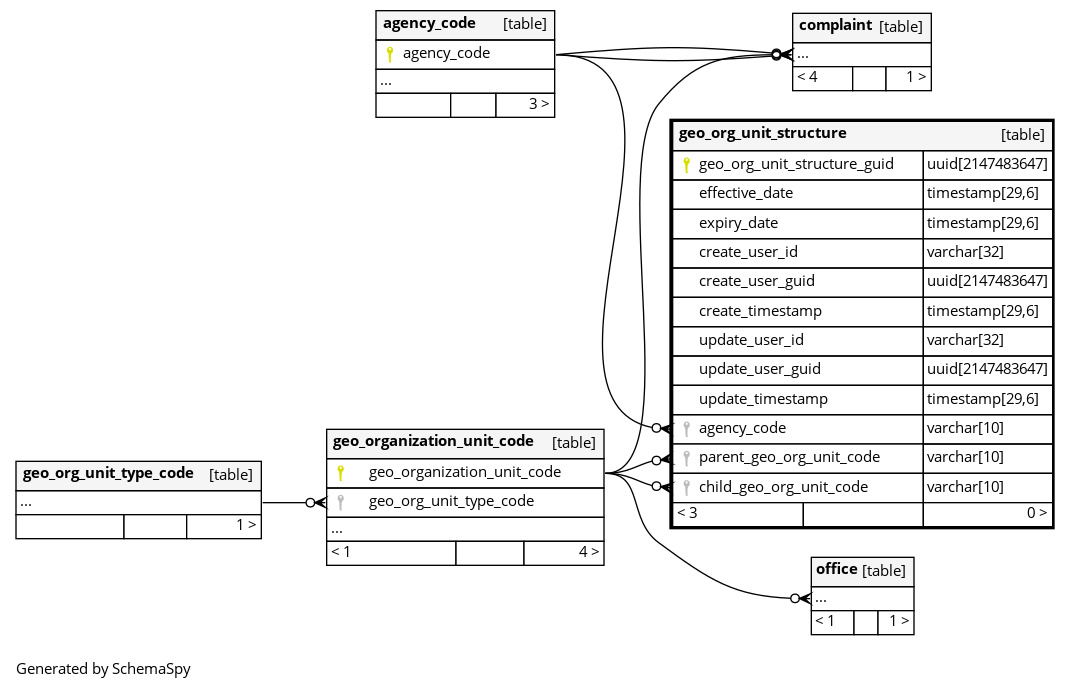 agency_code [table]
agency_code
...
3 >
complaint [table]
...
< 4 1 >
geo_org_unit_structure [table]
geo_org_unit_structure_guid uuid[2147483647]
effective_date timestamp[29,6]
expiry_date timestamp[29,6]
create_user_id varchar[32]
create_user_guid uuid[2147483647]
create_timestamp timestamp[29,6]
update_user_id varchar[32]
update_user_guid uuid[2147483647]
update_timestamp timestamp[29,6]
agency_code varchar[10]
parent_geo_org_unit_code varchar[10]
child_geo_org_unit_code varchar[10]
< 3 0 >
geo_organization_unit_code [table]
geo_organization_unit_code
geo_org_unit_type_code
...
< 1 4 >
geo_org_unit_type_code [table]
...
1 >
office [table]
...
< 1 1 >
Generated by SchemaSpy